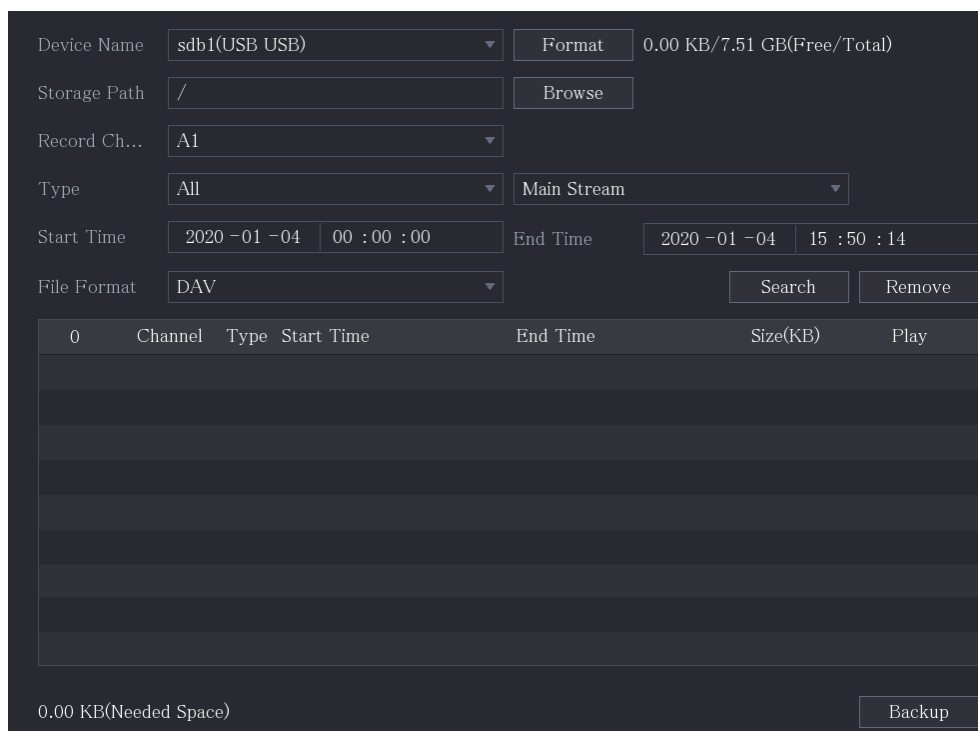 Device Name sdb1(USB USB) Format 0.00 KB/7.51 GB(Free/Total)
Storage Path / Browse
Record Ch... A1
Type All Main Stream
Start Time 2020 -01 -04 00 :00 :00 End Time 2020 -01 -04 15 :50 :14
File Format DAV Search Remove
0 Channel Type Start Time End Time Size(KB) Play
0.00 KB(Needed Space) Backup